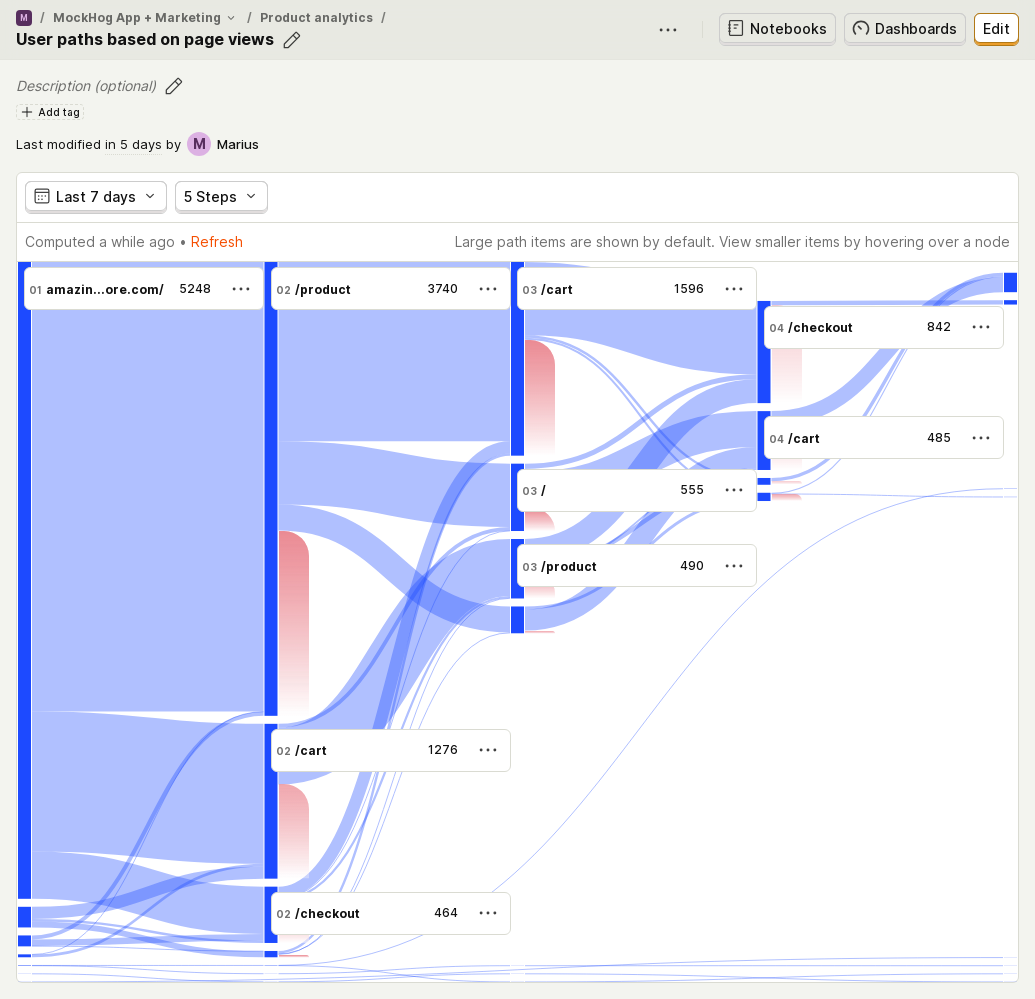 M / MockHog App + Marketing / Product analytics /
User paths based on page views
Notebooks
Dashboards
Edit
Description (optional)
Add tag
Last modified in 5 days by M Marius
Last 7 days
5 Steps
Computed a while ago • Refresh
Large path items are shown by default. View smaller items by hovering over a node
01 amazin...ore.com/ 5248
02 /product 3740
03 /cart 1596
04 /checkout 842
04 /cart 485
03 / 555
03 /product 490
02 /cart 1276
02 /checkout 464